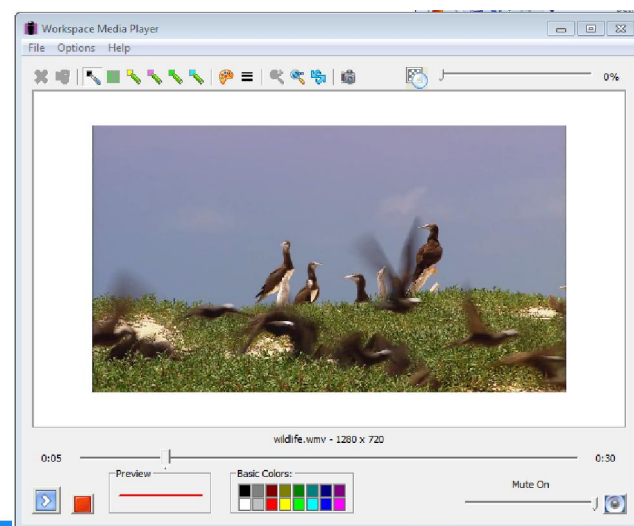 Workspace Media Player
File Options Help
0%
wildlife.wmv - 1280 x 720
0:05
0:30
Preview
Basic Colors:
Mute On